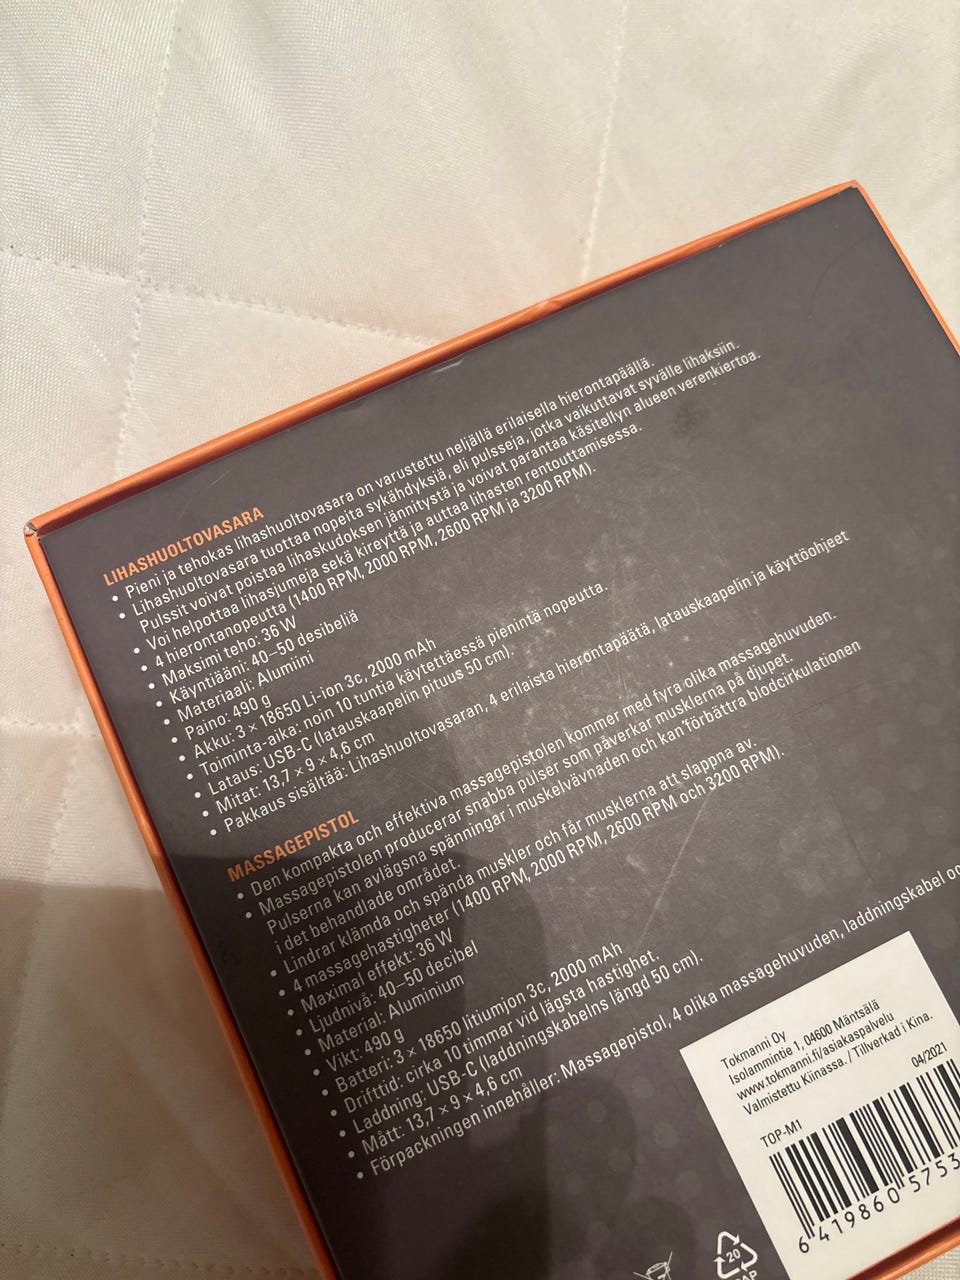 LIHASHUOLTOVASARA
• Pieni ja tehokas lihashuoltovasara on varustettu neljällä erilaisella hierontapäällä.
• Lihashuoltovasara tuottaa nopeita sykähdyksiä, eli pulsseja, jotka vaikuttavat syvälle lihaksiin.
Pulssit voivat poistaa lihaskudoksen jännitystä ja voivat parantaa käsitellyn alueen verenkiertoa.
• Voi helpottaa lihasjumeja sekä kireyttä ja auttaa lihasten rentouttamisessa.
• 4 hierontanopeutta (1400 RPM, 2000 RPM, 2600 RPM ja 3200 RPM).
• Maksimi teho: 36 W
• Käyntiääni: 40–50 desibeliä
• Materiaali: Alumiini
• Paino: 490 g
• Akku: 3 × 18650 Li-ion 3c, 2000 mAh
• Toiminta-aika: noin 10 tuntia käytettäessä pienintä nopeutta.
• Lataus: USB-C (latauskaapelin pituus 50 cm).
• Mitat: 13,7 × 9 × 4,6 cm
• Pakkaus sisältää: Lihashuoltovasaran, 4 erilaista hierontapäätä, latauskaapelin ja käyttöohjeet
MASSAGEPISTOL
• Den kompakta och effektiva massagepistolen kommer med fyra olika massagehuvuden.
• Massagepistolen producerar snabba pulser som påverkar musklerna på djupet.
Pulserna kan avlägsna spänningar i muskelvävnaden och kan förbättra blodcirkulationen
i det behandlade området.
• Lindrar klämda och spända muskler och får musklerna att slappna av.
• 4 massagehastigheter (1400 RPM, 2000 RPM, 2600 RPM och 3200 RPM).
• Maximal effekt: 36 W
• Ljudnivå: 40–50 decibel
• Material: Aluminium
• Vikt: 490 g
• Batteri: 3 × 18650 litiumjon 3c, 2000 mAh
• Drifttid: cirka 10 timmar vid lägsta hastighet.
• Laddning: USB-C (laddningskabelns längd 50 cm).
• Mått: 13,7 × 9 × 4,6 cm
• Förpackningen innehåller: Massagepistol, 4 olika massagehuvuden, laddningskabel
Tokmanni Oy
Isolammintie 1, 04600 Mäntsälä
www.tokmanni.fi/asiakaspalvelu
Valmistettu Kiinassa. / Tillverkad i Kina.
04/2021
TOP-M1
6 419860 5753
20